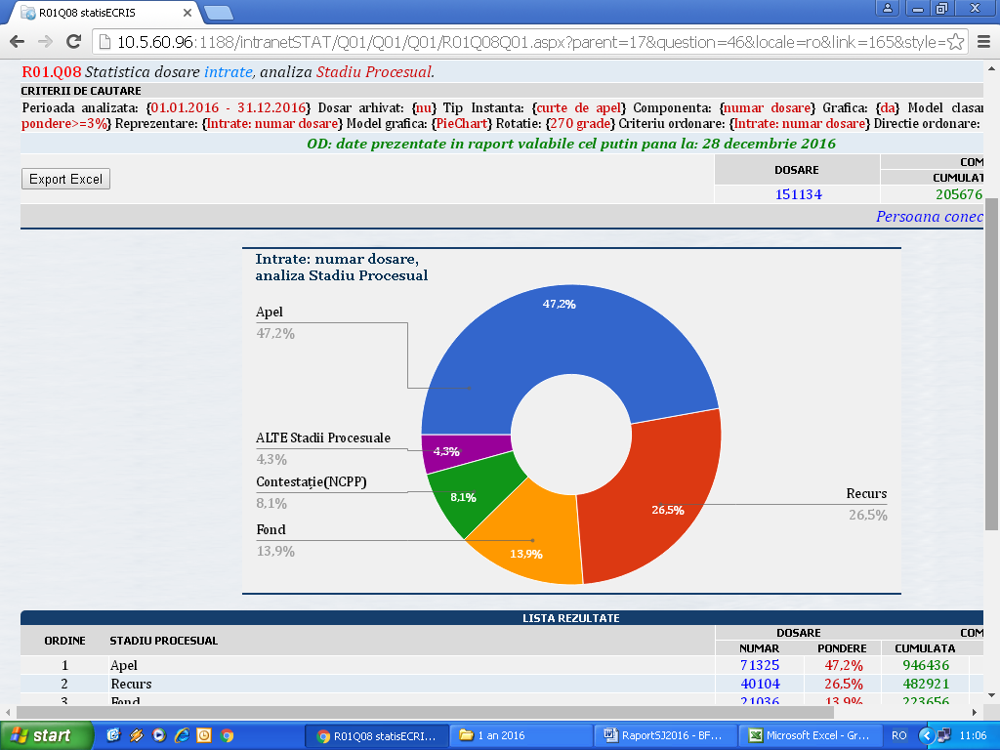 R01Q08 statisECRIS
10.5.60.96:1188/intranetSTAT/Q01/Q01/Q01/R01Q08Q01.aspx?parent=17&question=46&locale=ro&link=165&style=
R01.Q08 Statistica dosare intrate, analiza Stadiu Procesual.
CRITERII DE CAUTARE
Perioada analizata: {01.01.2016 - 31.12.2016} Dosar arhivat: {nu} Tip Instanta: {curte de apel} Componenta: {numar dosare} Grafica: {da} Model clasar
pondere>=3%} Reprezentare: {Intrate: numar dosare} Model grafica: {PieChart} Rotatie: {270 grade} Criteriu ordonare: {Intrate: numar dosare} Directie ordonare:
OD: date prezentate in raport valabile cel putin pana la: 28 decembrie 2016
Export Excel
DOSARE
COM
CUMULAT
151134
205676
Persoana conec
Intrate: numar dosare,
analiza Stadiu Procesual
47,2%
Apel
47,2%
ALTE Stadii Procesuale
4,3%
4,3%
Contestație(NCPP)
8,1%
8,1%
Recurs
26,5%
26,5%
Fond
13,9%
13,9%
LISTA REZULTATE
ORDINE STADIU PROCESUAL DOSARE COM
NUMAR PONDERE CUMULATA
1 Apel 71325 47,2% 946436
2 Recurs 40104 26,5% 482921
3 Fond 21036 13,9% 223656
start
R01Q08 statisECRI...
1 an 2016
RaportSJ2016 - BF...
Microsoft Excel - Gr...
RO
11:06